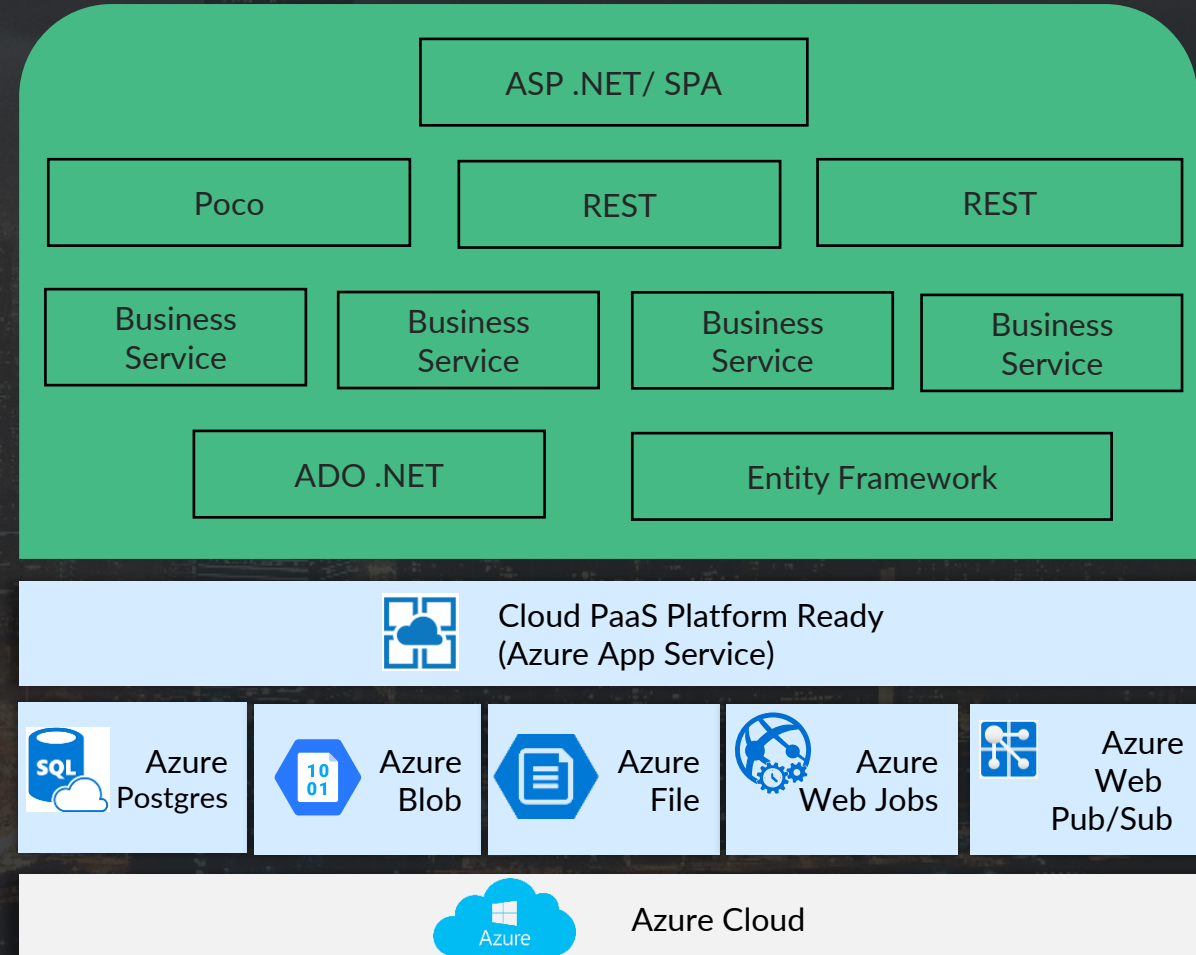 ASP .NET/ SPA
Poco
REST
REST
Business
Service
Business
Service
Business
Service
Business
Service
ADO .NET
Entity Framework
Cloud PaaS Platform Ready
(Azure App Service)
SQL
Azure
Postgres
10
01
Azure
Blob
Azure
File
Azure
Web Jobs
Azure
Web
Pub/Sub
Azure
Azure Cloud